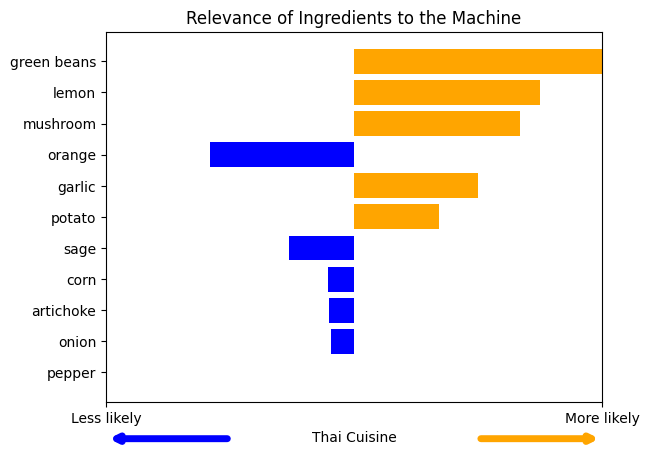 Relevance of Ingredients to the Machine
green beans
lemon
mushroom
orange
garlic
potato
sage
corn
artichoke
onion
pepper
Less likely
More likely
Thai Cuisine